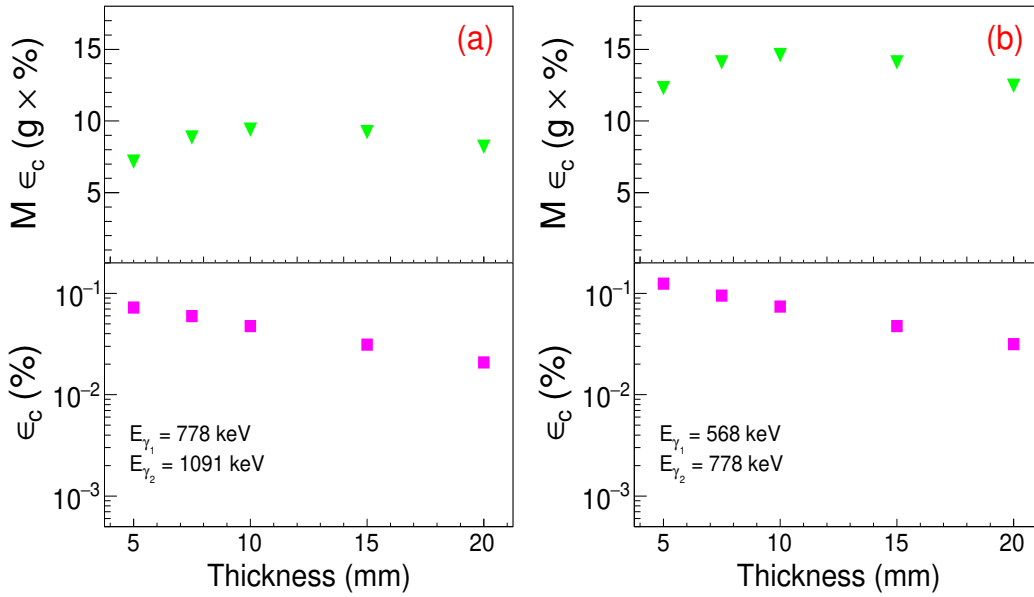 (a)
M ϵc (g × %)
15
10
5
10⁻¹
10⁻²
10⁻³
ϵc (%)
Eγ1 = 778 keV
Eγ2 = 1091 keV
5 10 15 20
Thickness (mm)
(b)
M ϵc (g × %)
15
10
5
10⁻¹
10⁻²
10⁻³
ϵc (%)
Eγ1 = 568 keV
Eγ2 = 778 keV
5 10 15 20
Thickness (mm)